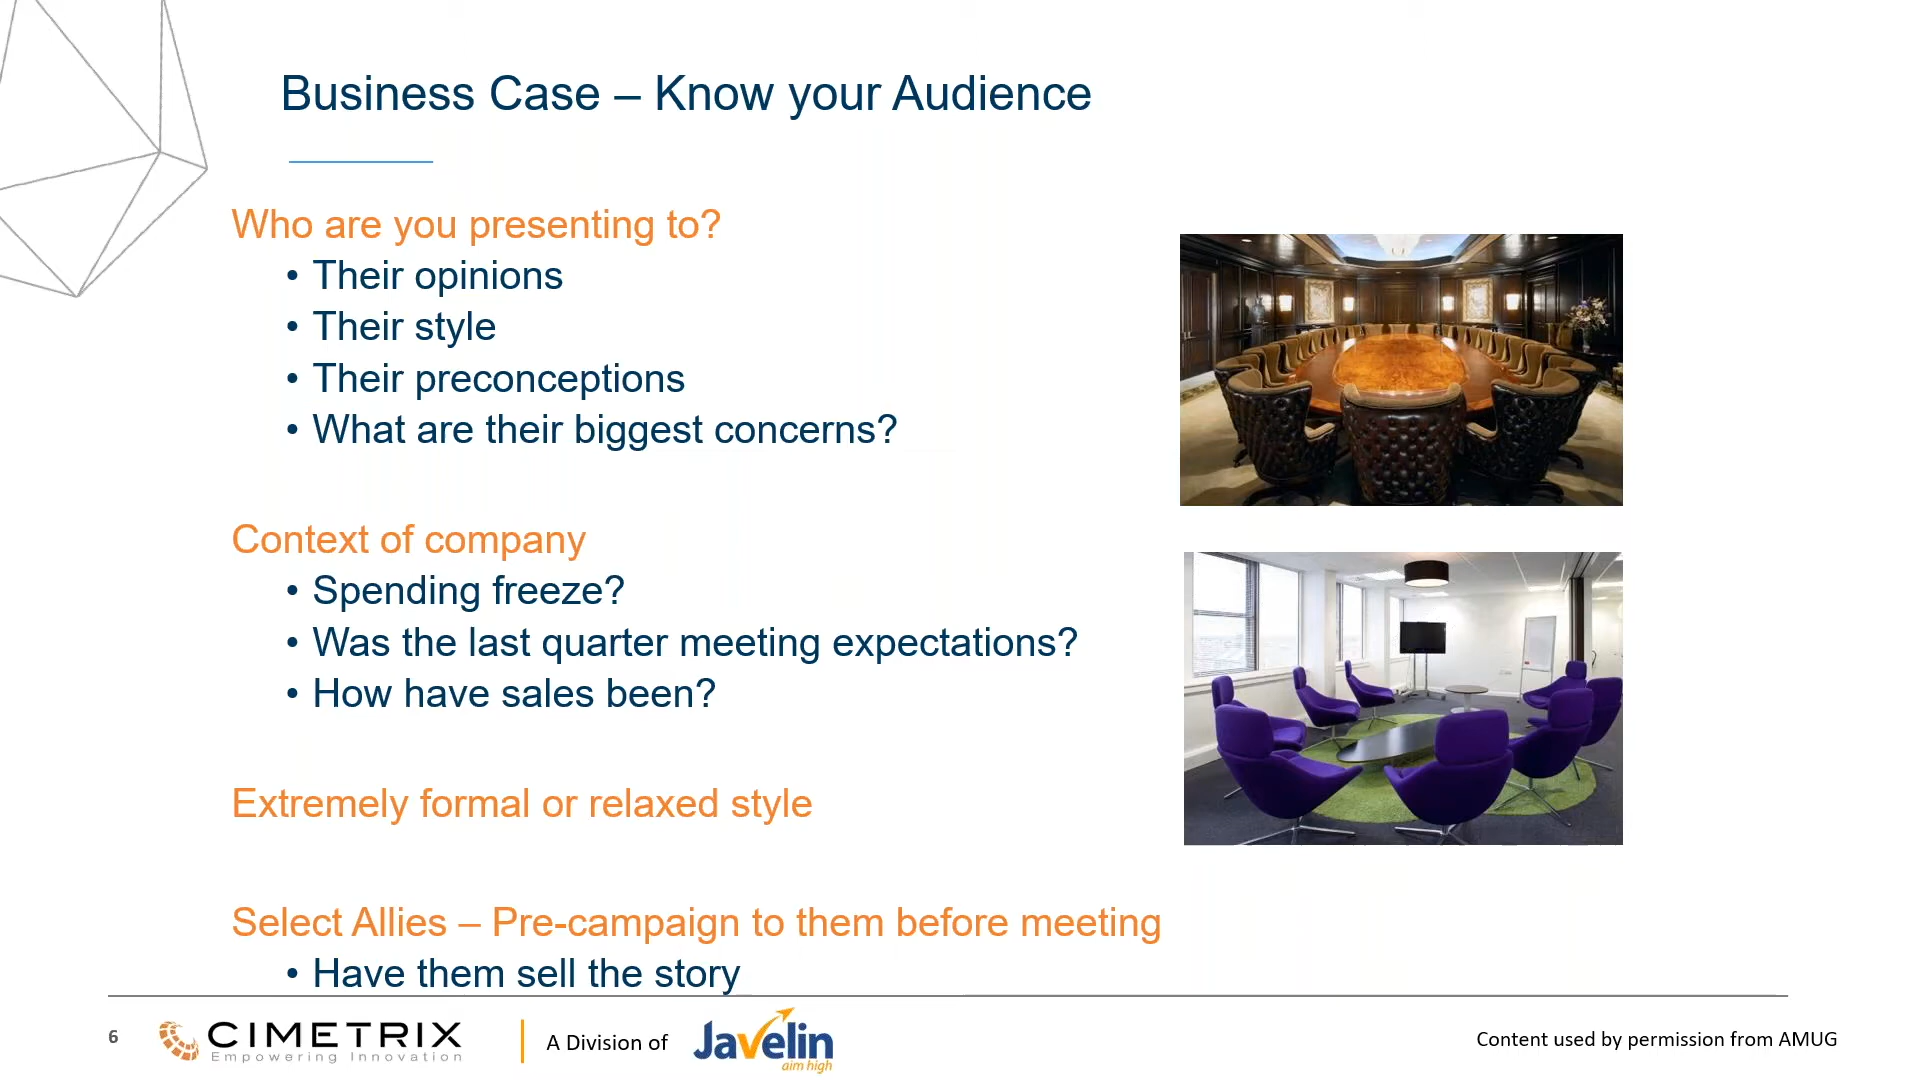 Business Case – Know your Audience
Who are you presenting to?
• Their opinions
• Their style
• Their preconceptions
• What are their biggest concerns?
Context of company
• Spending freeze?
• Was the last quarter meeting expectations?
• How have sales been?
Extremely formal or relaxed style
Select Allies – Pre-campaign to them before meeting
• Have them sell the story
6
CIMETRIX
Empowering Innovation
A Division of
Javelin
aim high
Content used by permission from AMUG